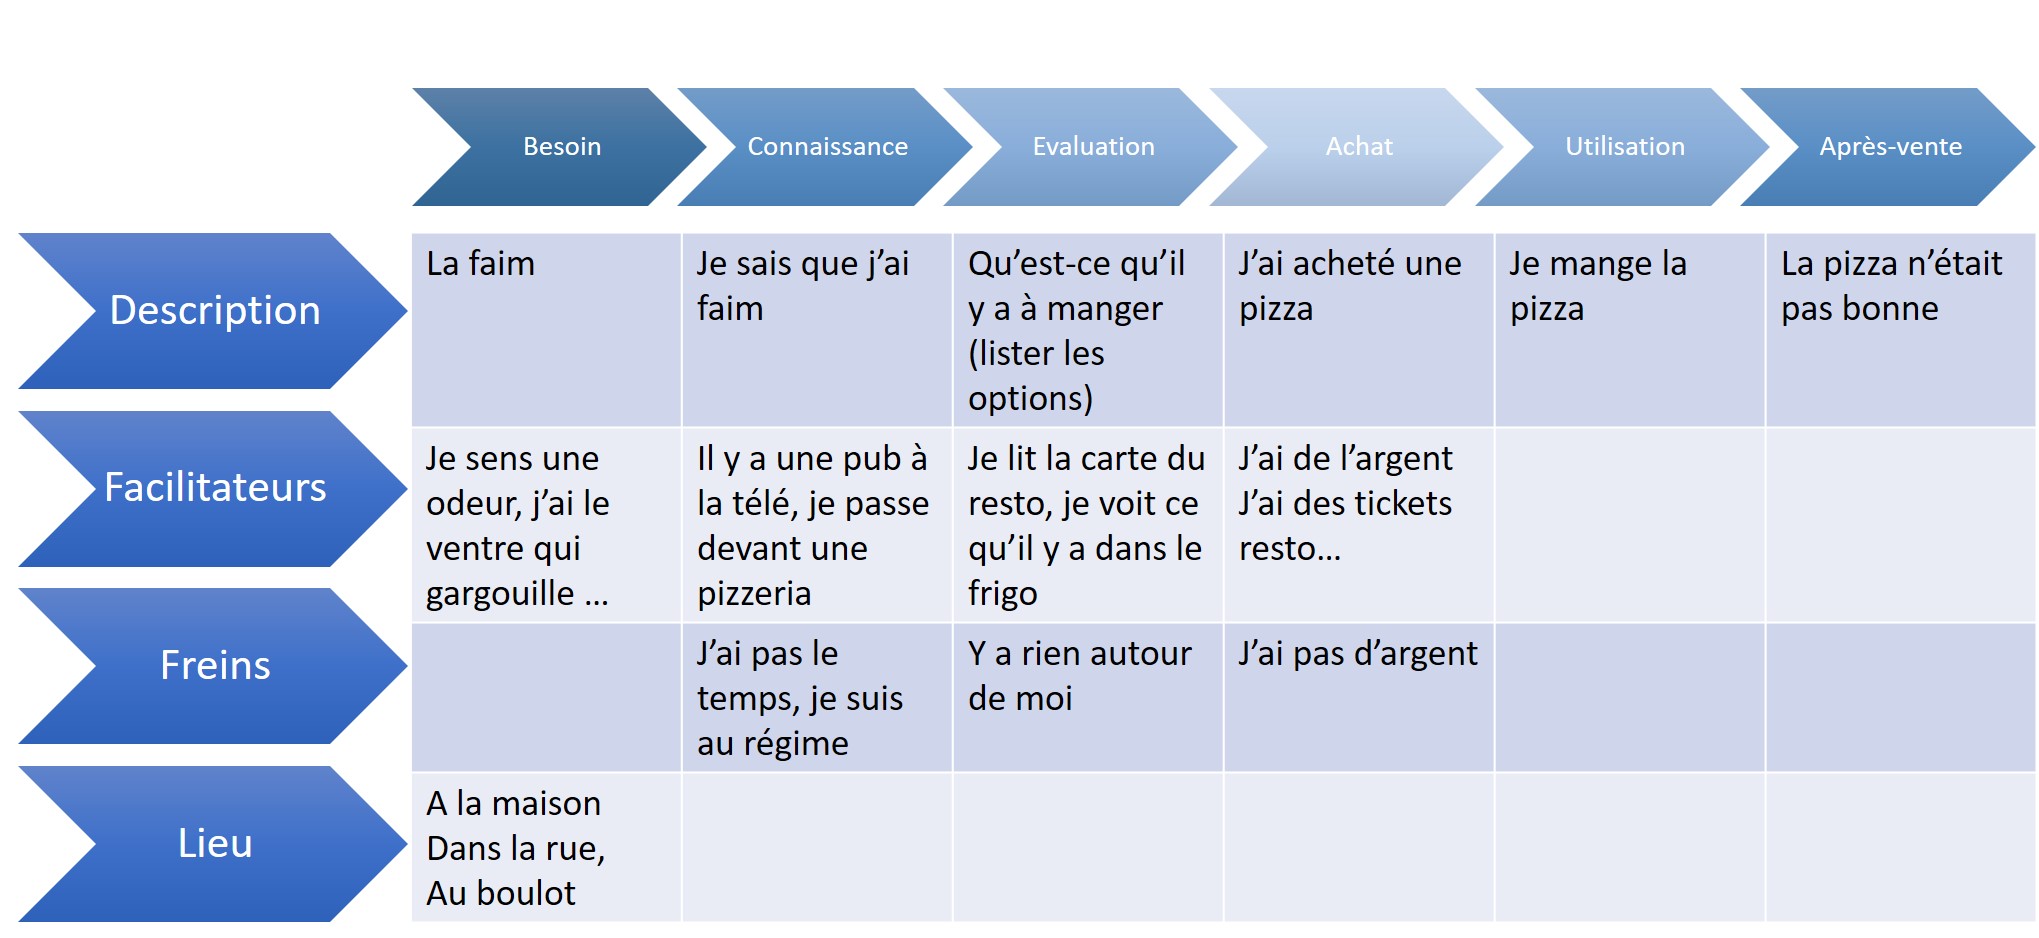 Besoin
Connaissance
Evaluation
Achat
Utilisation
Après-vente
Description
La faim
Je sais que j’ai
faim
Qu’est-ce qu’il
y a à manger
(lister les
options)
J’ai acheté une
pizza
Je mange la
pizza
La pizza n’était
pas bonne
Facilitateurs
Je sens une
odeur, j’ai le
ventre qui
gargouille …
Il y a une pub à
la télé, je passe
devant une
pizzeria
Je lit la carte du
resto, je voit ce
qu’il y a dans le
frigo
J’ai de l’argent
J’ai des tickets
resto…
Freins
J’ai pas le
temps, je suis
au régime
Y a rien autour
de moi
J’ai pas d’argent
Lieu
A la maison
Dans la rue,
Au boulot